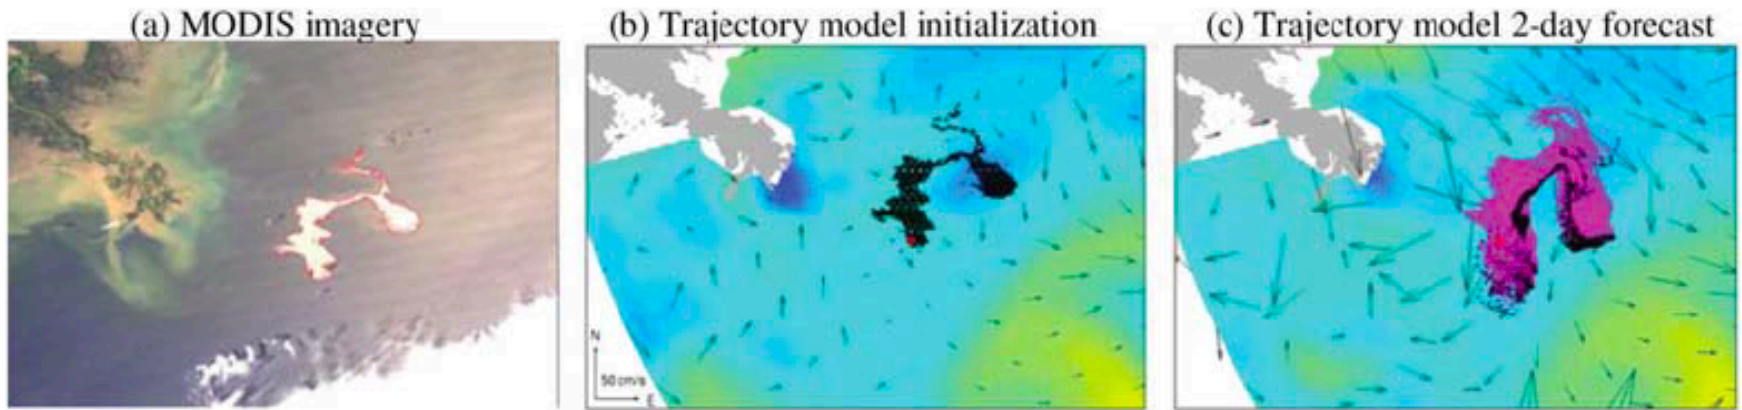 (a) MODIS imagery
(b) Trajectory model initialization
(c) Trajectory model 2-day forecast
N
50 cm/s
E